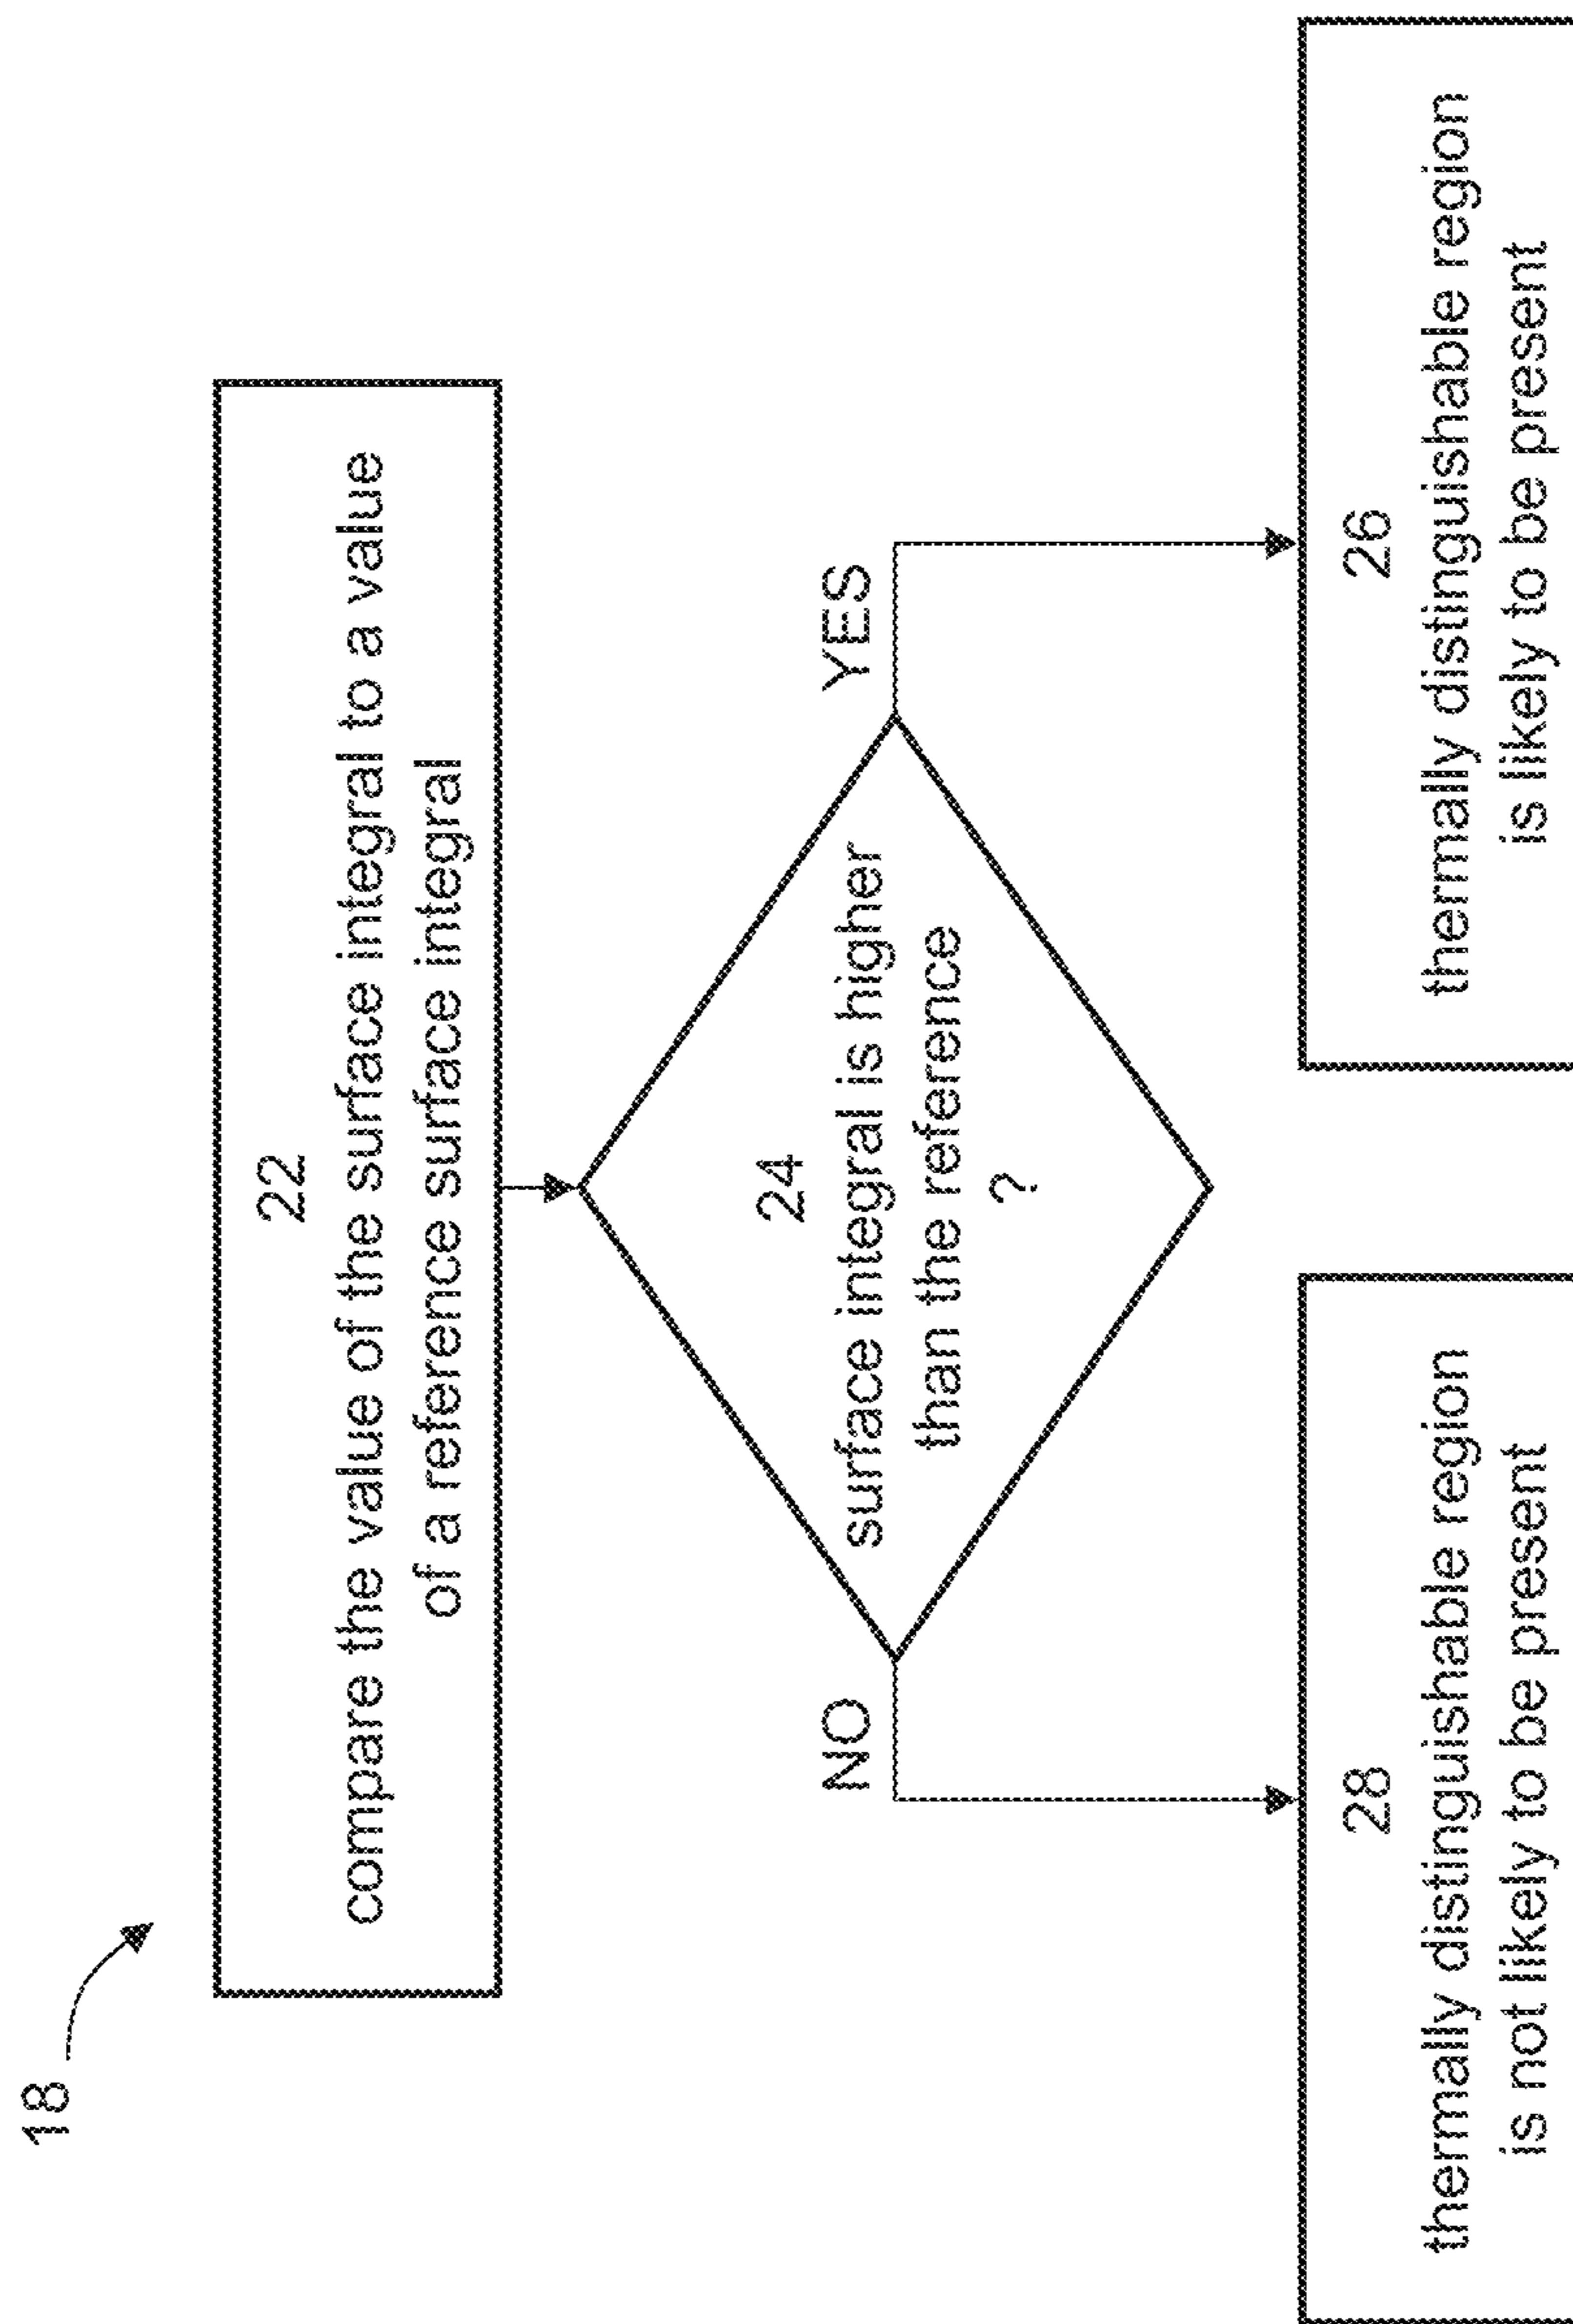 18
22
compare the value of the surface integral to a value
of a reference surface integral
24
surface integral is higher
than the reference
?
NO
YES
28
thermally distinguishable region
is not likely to be present
26
thermally distinguishable region
is likely to be present